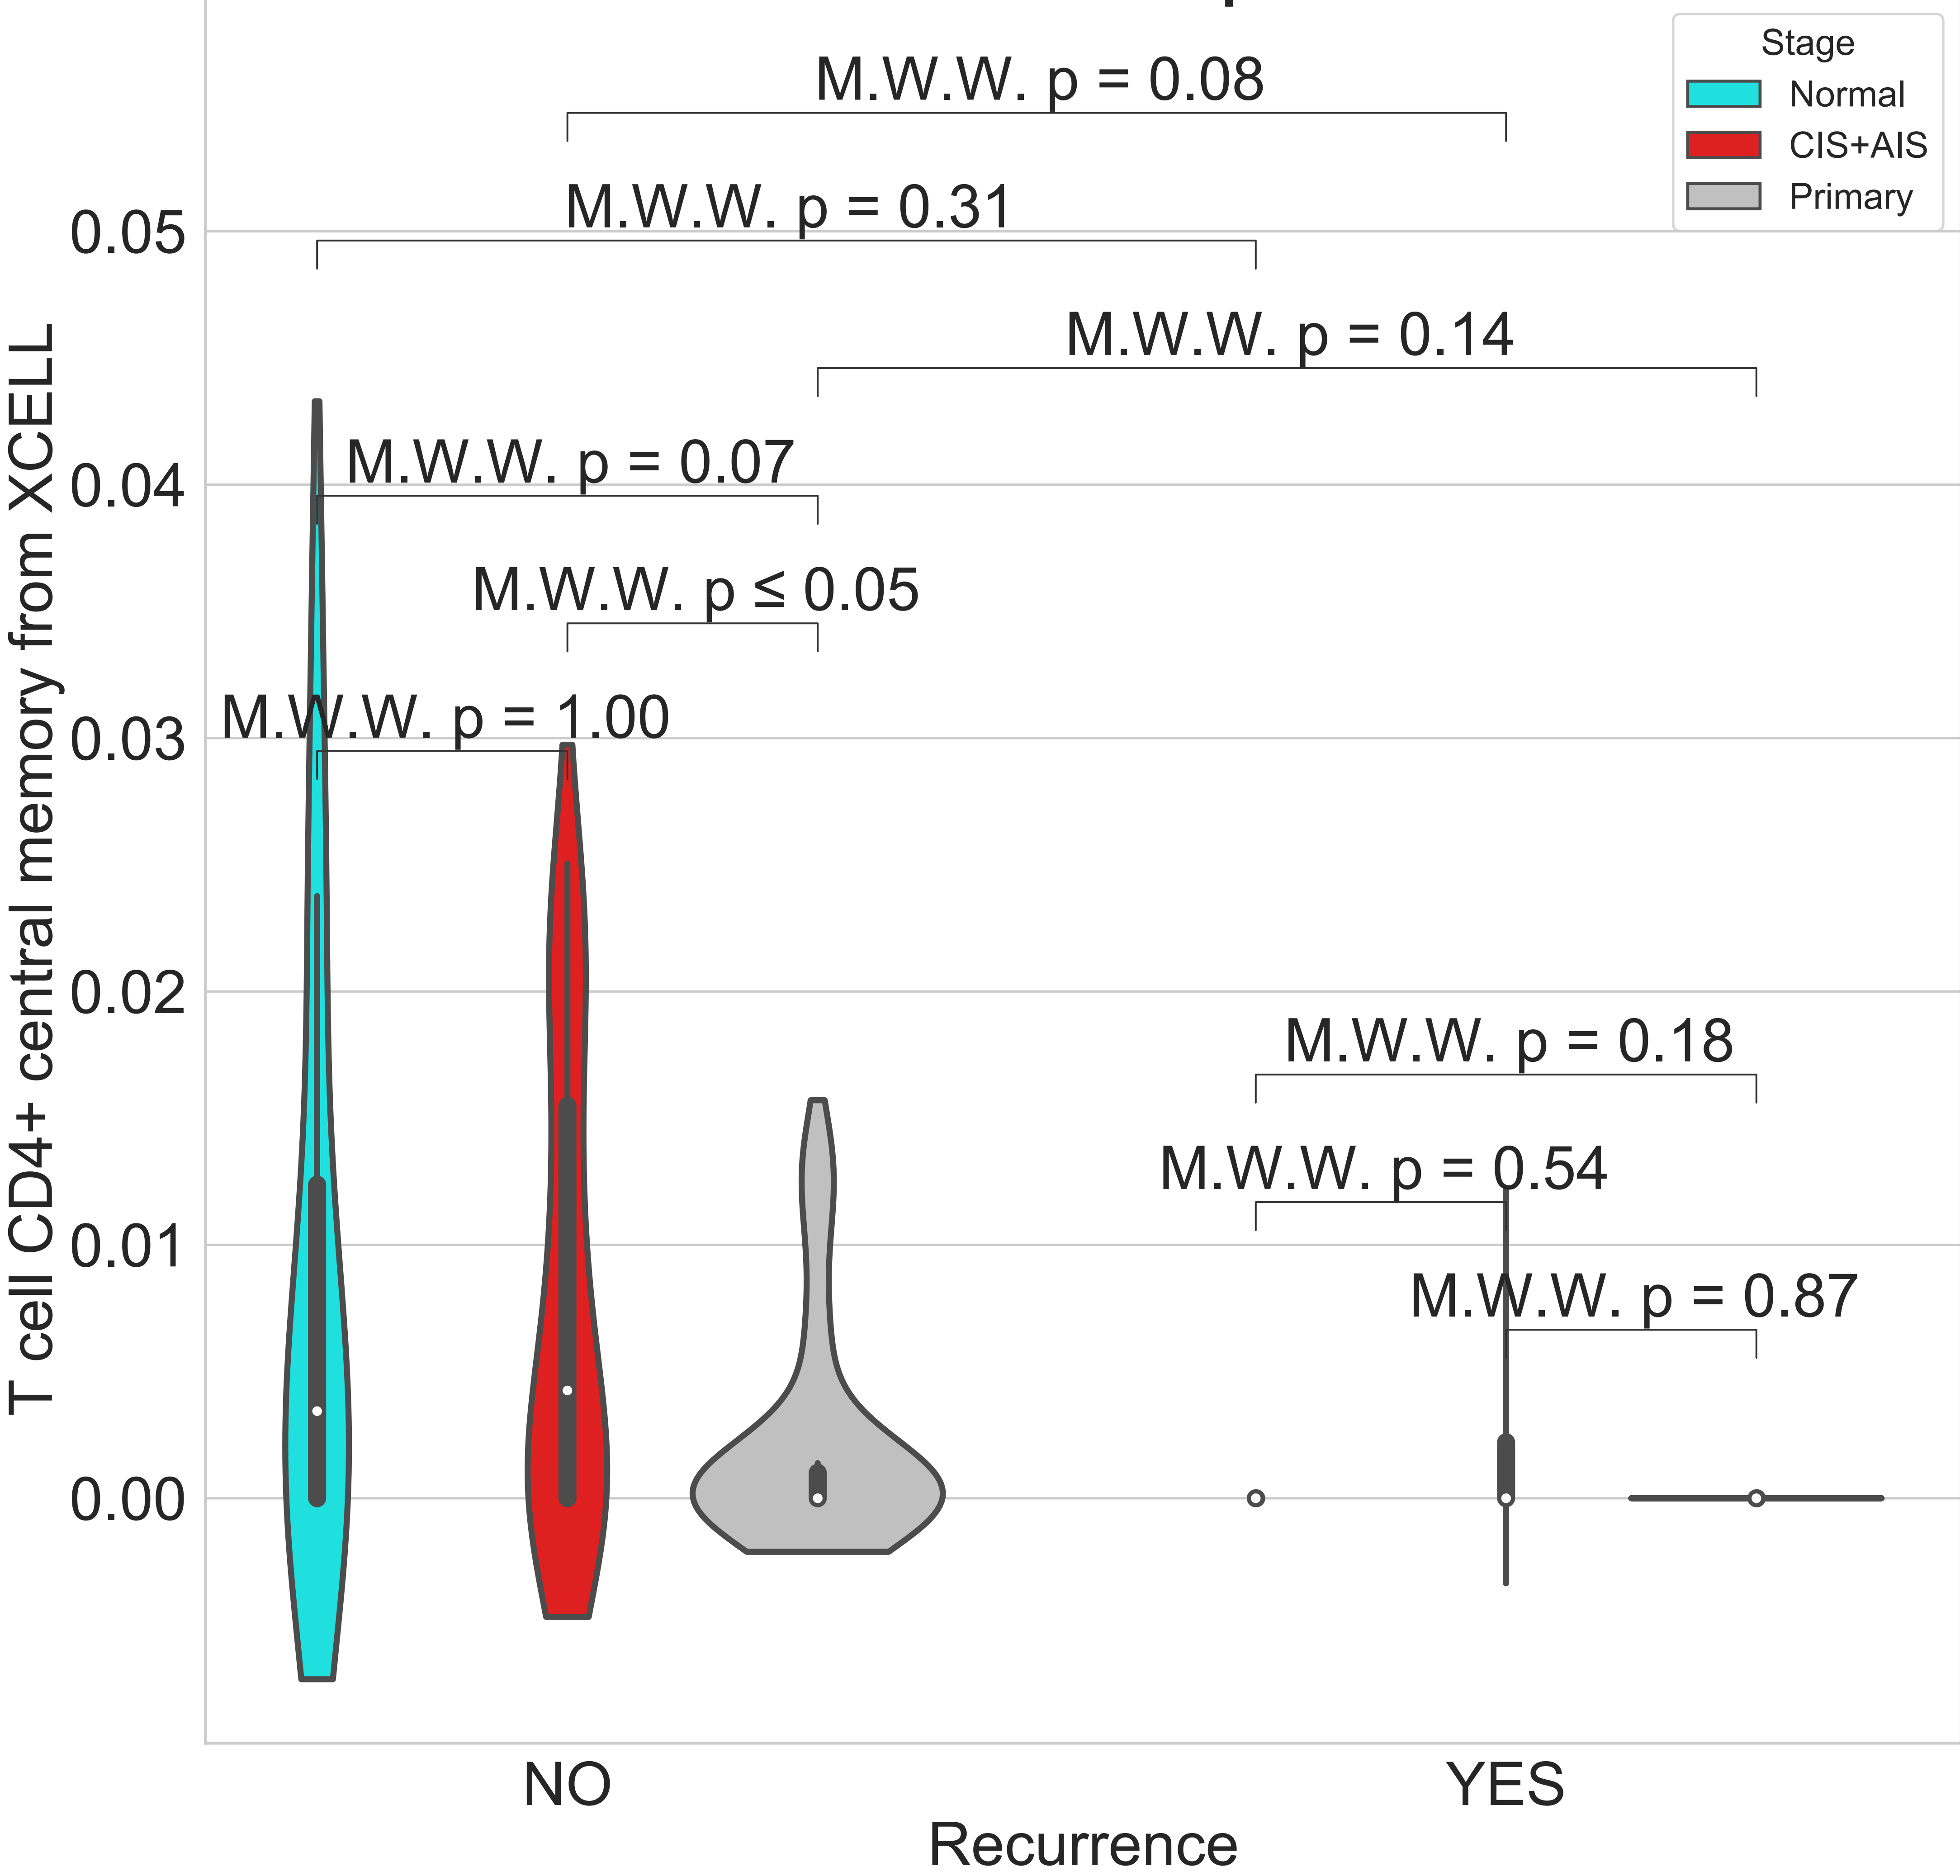 Stage
Normal
CIS+AIS
Primary
M.W.W. p = 0.08
M.W.W. p = 0.31
M.W.W. p = 0.14
M.W.W. p = 0.07
M.W.W. p ≤ 0.05
M.W.W. p = 1.00
M.W.W. p = 0.18
M.W.W. p = 0.54
M.W.W. p = 0.87
T cell CD4+ central memory from XCELL
0.05
0.04
0.03
0.02
0.01
0.00
NO
YES
Recurrence